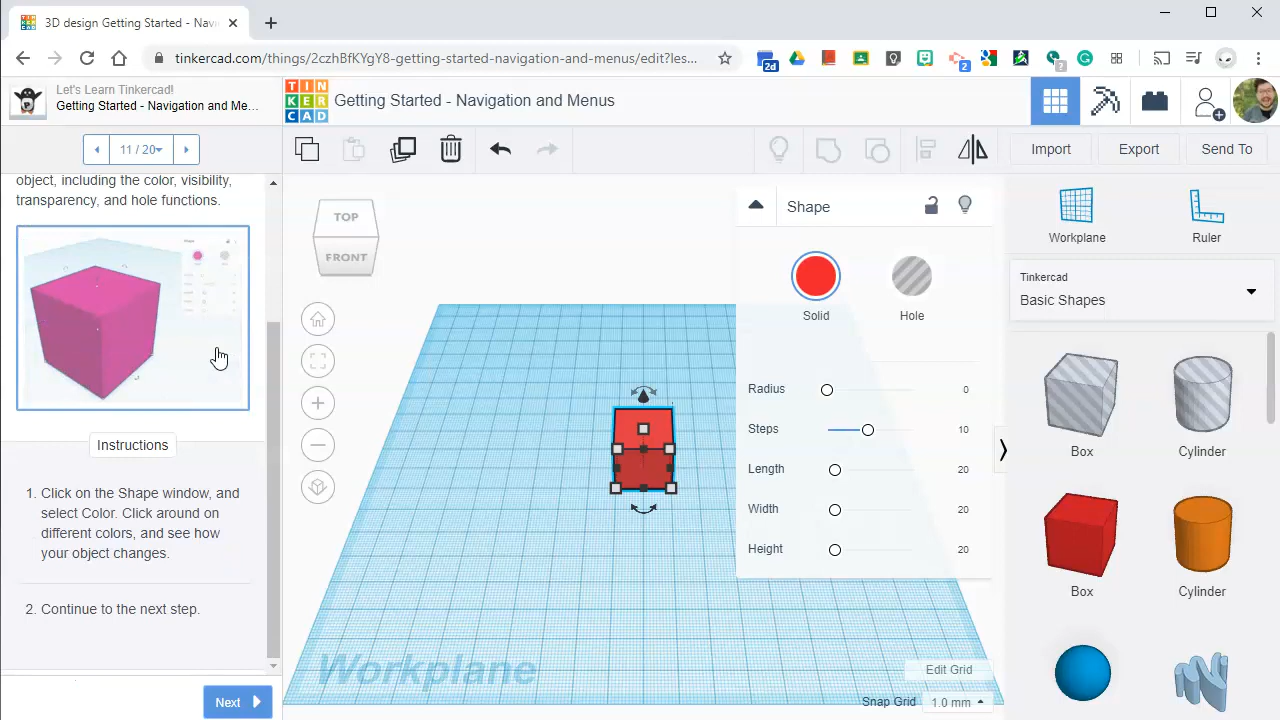 3D design Getting Started - Navi
tinkercad.com/things/2czhBfKYgY8-getting-started-navigation-and-menus/edit?les...
2d
2
?
Let's Learn Tinkercad!
Getting Started - Navigation and Me...
TIN
KER
CAD
Getting Started - Navigation and Menus
11 / 20
Import
Export
Send To
object, including the color, visibility,
transparency, and hole functions.
Instructions
1. Click on the Shape window, and
select Color. Click around on
different colors, and see how
your object changes.
2. Continue to the next step.
Next
TOP
FRONT
Workplane
Shape
Solid
Hole
Radius 0
Steps 10
Length 20
Width 20
Height 20
Edit Grid
Snap Grid 1.0 mm
Workplane
Ruler
Tinkercad
Basic Shapes
Box
Cylinder
Box
Cylinder